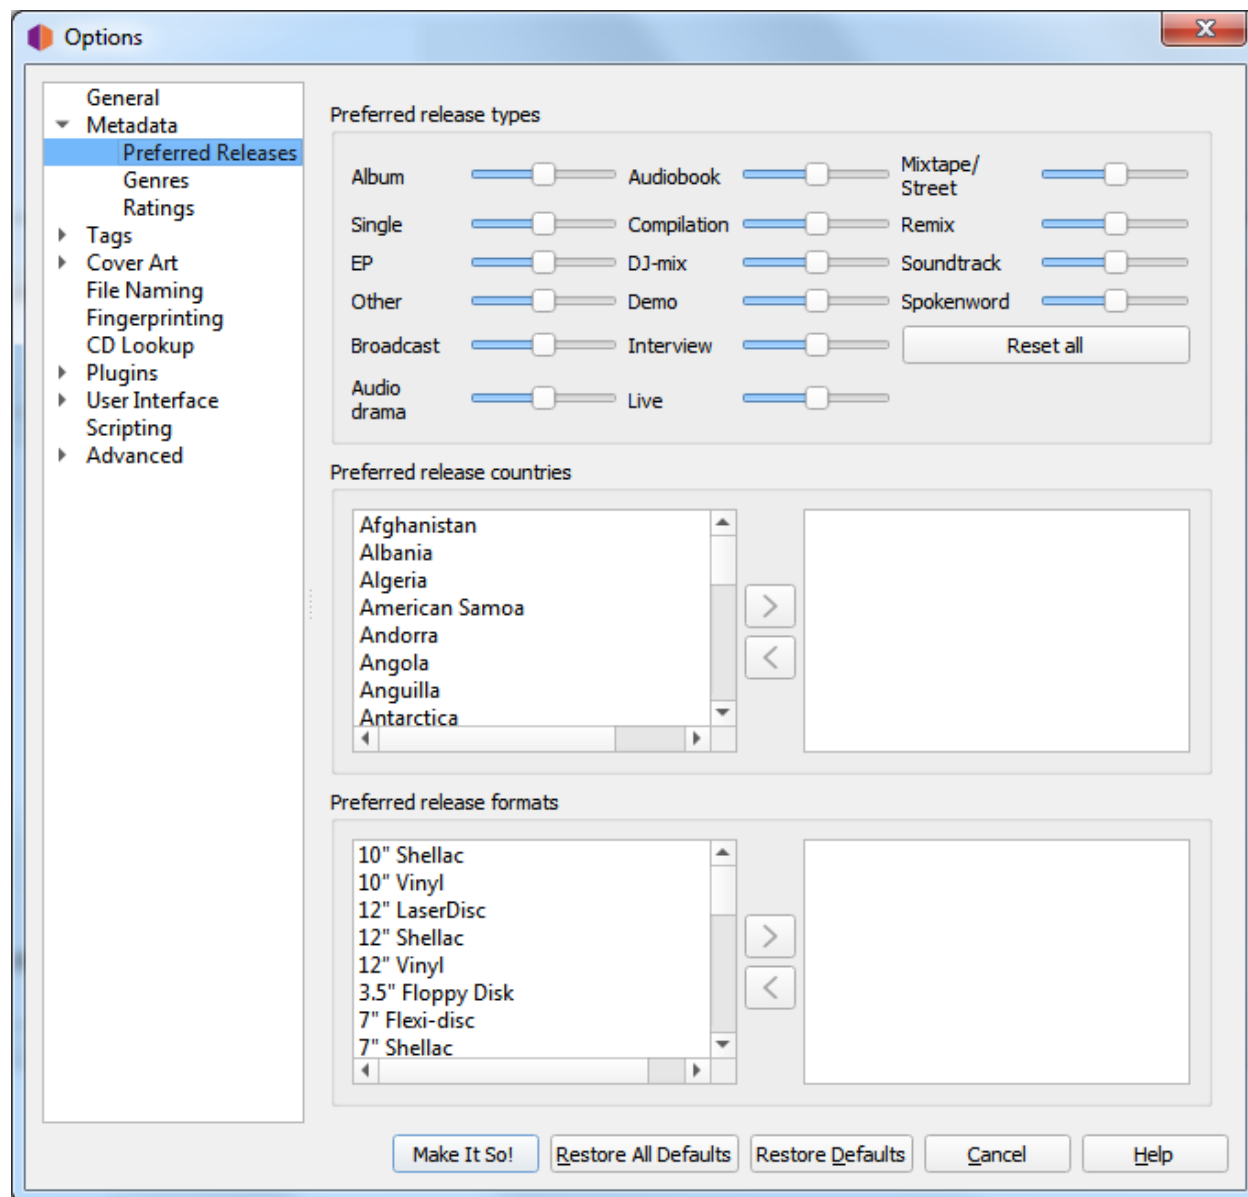 Options
x
General
Metadata
Preferred Releases
Genres
Ratings
Tags
Cover Art
File Naming
Fingerprinting
CD Lookup
Plugins
User Interface
Scripting
Advanced
Preferred release types
Album
Audiobook
Mixtape/
Street
Single
Compilation
Remix
EP
DJ-mix
Soundtrack
Other
Demo
Spokenword
Broadcast
Interview
Reset all
Audio
drama
Live
Preferred release countries
Afghanistan
Albania
Algeria
American Samoa
Andorra
Angola
Anguilla
Antarctica
>
<
Preferred release formats
10" Shellac
10" Vinyl
12" LaserDisc
12" Shellac
12" Vinyl
3.5" Floppy Disk
7" Flexi-disc
7" Shellac
>
<
Make It So!
Restore All Defaults
Restore Defaults
Cancel
Help